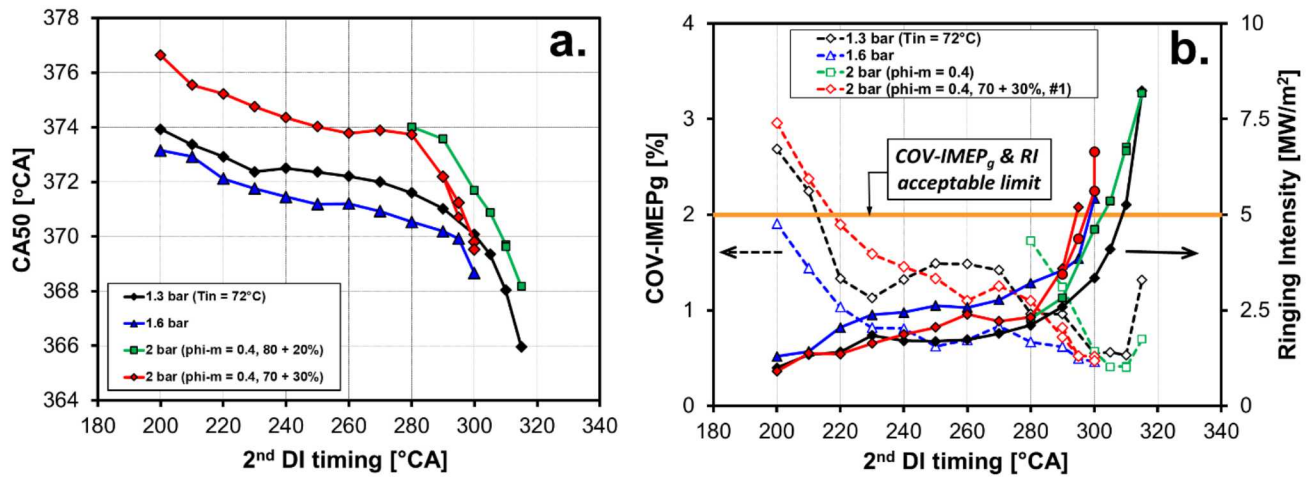 a.
378
376
374
372
370
368
366
364
CA50 [ºCA]
1.3 bar (Tin = 72°C)
1.6 bar
2 bar (phi-m = 0.4, 80 + 20%)
2 bar (phi-m = 0.4, 70 + 30%)
180 200 220 240 260 280 300 320 340
2nd DI timing [°CA]
b.
4
3
2
1
0
COV-IMEPg [%]
1.3 bar (Tin = 72°C)
1.6 bar
2 bar (phi-m = 0.4)
2 bar (phi-m = 0.4, 70 + 30%, #1)
COV-IMEPg & RI
acceptable limit
10
7.5
5
2.5
0
Ringing Intensity [MW/m²]
180 200 220 240 260 280 300 320 340
2nd DI timing [°CA]